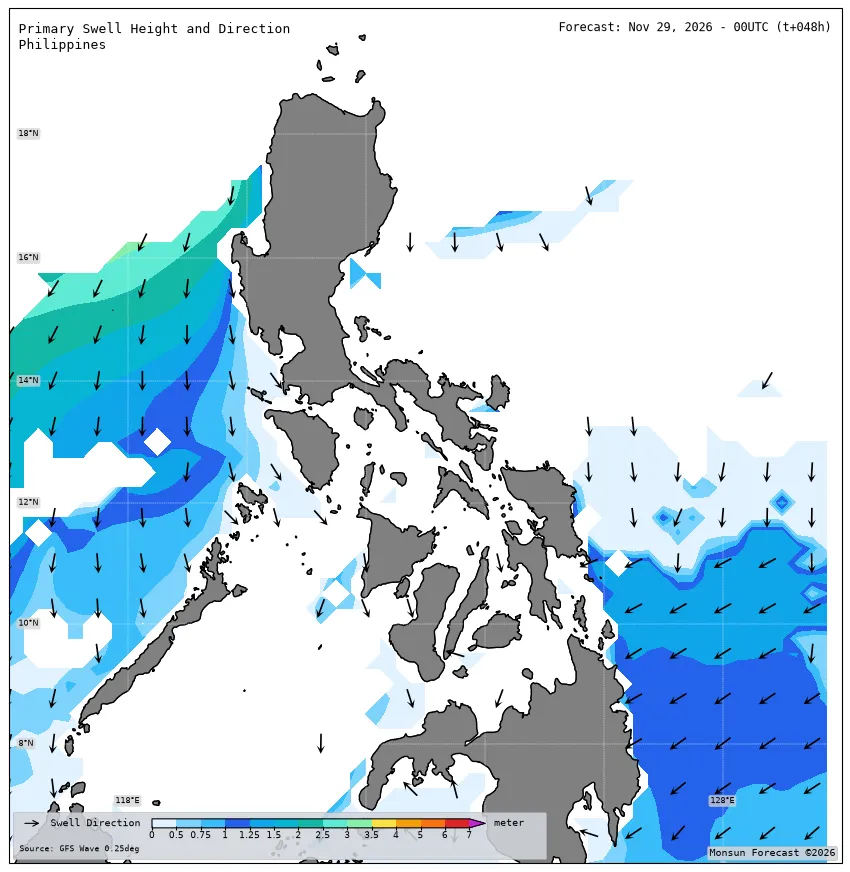 Primary Swell Height and Direction
Philippines
Forecast: Nov 29, 2026 - 00UTC (t+048h)
18°N
16°N
14°N
12°N
10°N
8°N
118°E
128°E
Swell Direction
0 0.5 0.75 1 1.25 1.5 2 2.5 3 3.5 4 5 6 7
meter
Source: GFS Wave 0.25deg
Monsun Forecast ©2026